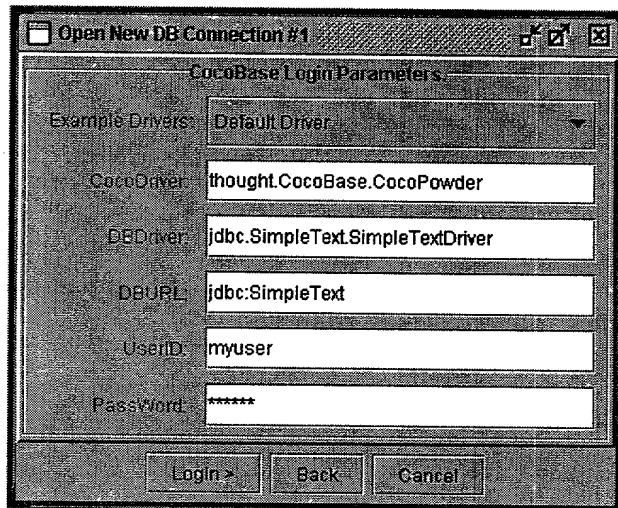 Open New DB Connection #1
CocoBase Login Parameters
Example Drivers: Default Driver
CocoDriver: thought.CocoBase.CocoPowder
DBDriver: jdbc.SimpleText.SimpleTextDriver
DBURL: jdbc:SimpleText
UserID: myuser
PassWord: ******
Login > Back Cancel